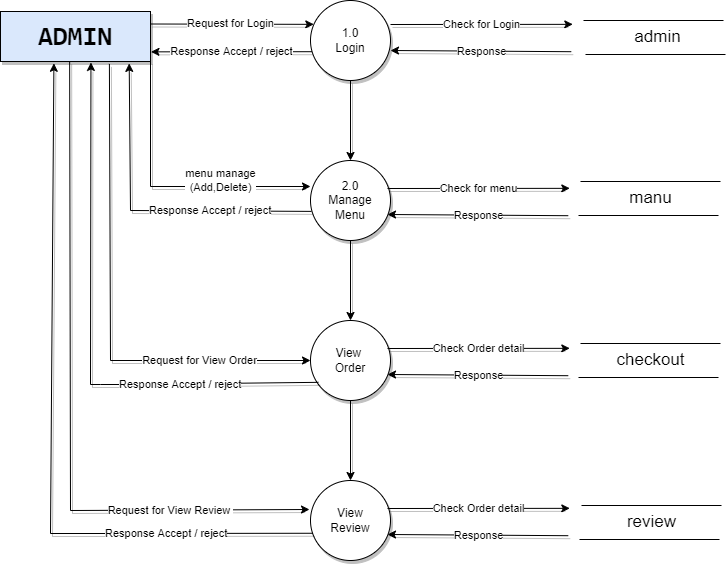 ADMIN
Request for Login
Response Accept / reject
1.0
Login
Check for Login
Response
admin
menu manage
(Add,Delete)
Response Accept / reject
2.0
Manage
Menu
Check for menu
Response
manu
Request for View Order
Response Accept / reject
View
Order
Check Order detail
Response
checkout
Request for View Review
Response Accept / reject
View
Review
Check Order detail
Response
review